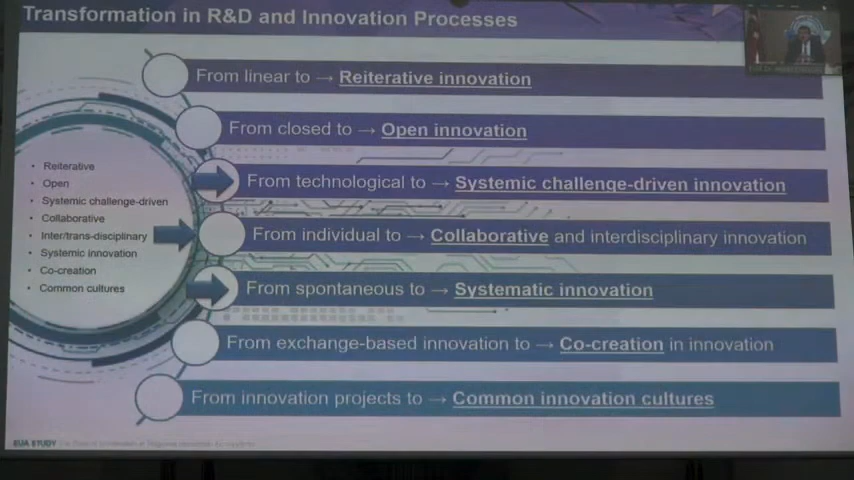 Transformation in R&D and Innovation Processes
From linear to → Reiterative innovation
From closed to → Open innovation
From technological to → Systemic challenge-driven innovation
From individual to → Collaborative and interdisciplinary innovation
From spontaneous to → Systematic innovation
From exchange-based innovation to → Co-creation in innovation
From innovation projects to → Common innovation cultures
• Reiterative
• Open
• Systemic challenge-driven
• Collaborative
• Inter/trans-disciplinary
• Systemic innovation
• Co-creation
• Common cultures
EUA STUDY